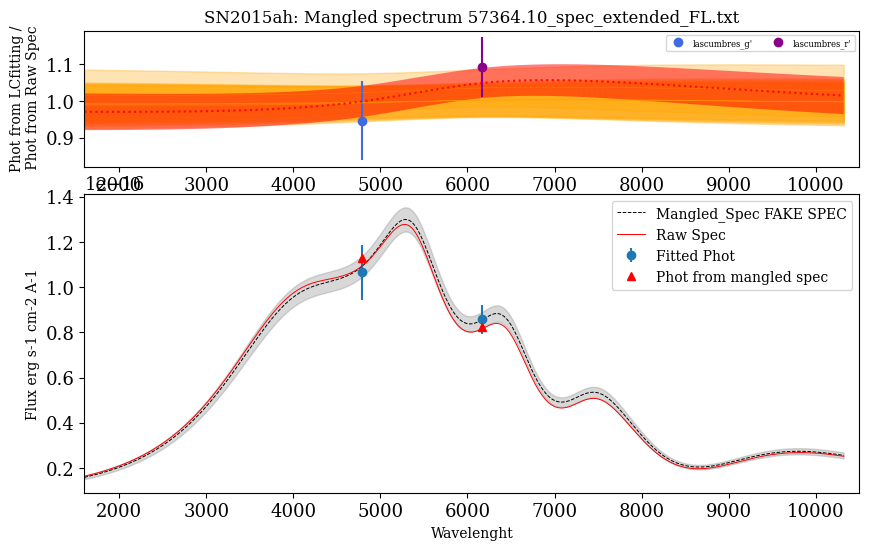 SN2015ah: Mangled spectrum 57364.10_spec_extended_FL.txt
Phot from LCfitting /
Phot from Raw Spec
lascumbres_g' lascumbres_r'
1.1
1.0
0.9
2000 3000 4000 5000 6000 7000 8000 9000 10000
1e−16
Flux erg s-1 cm-2 A-1
1.4
1.2
1.0
0.8
0.6
0.4
0.2
Mangled_Spec FAKE SPEC
Raw Spec
Fitted Phot
Phot from mangled spec
2000 3000 4000 5000 6000 7000 8000 9000 10000
Wavelenght